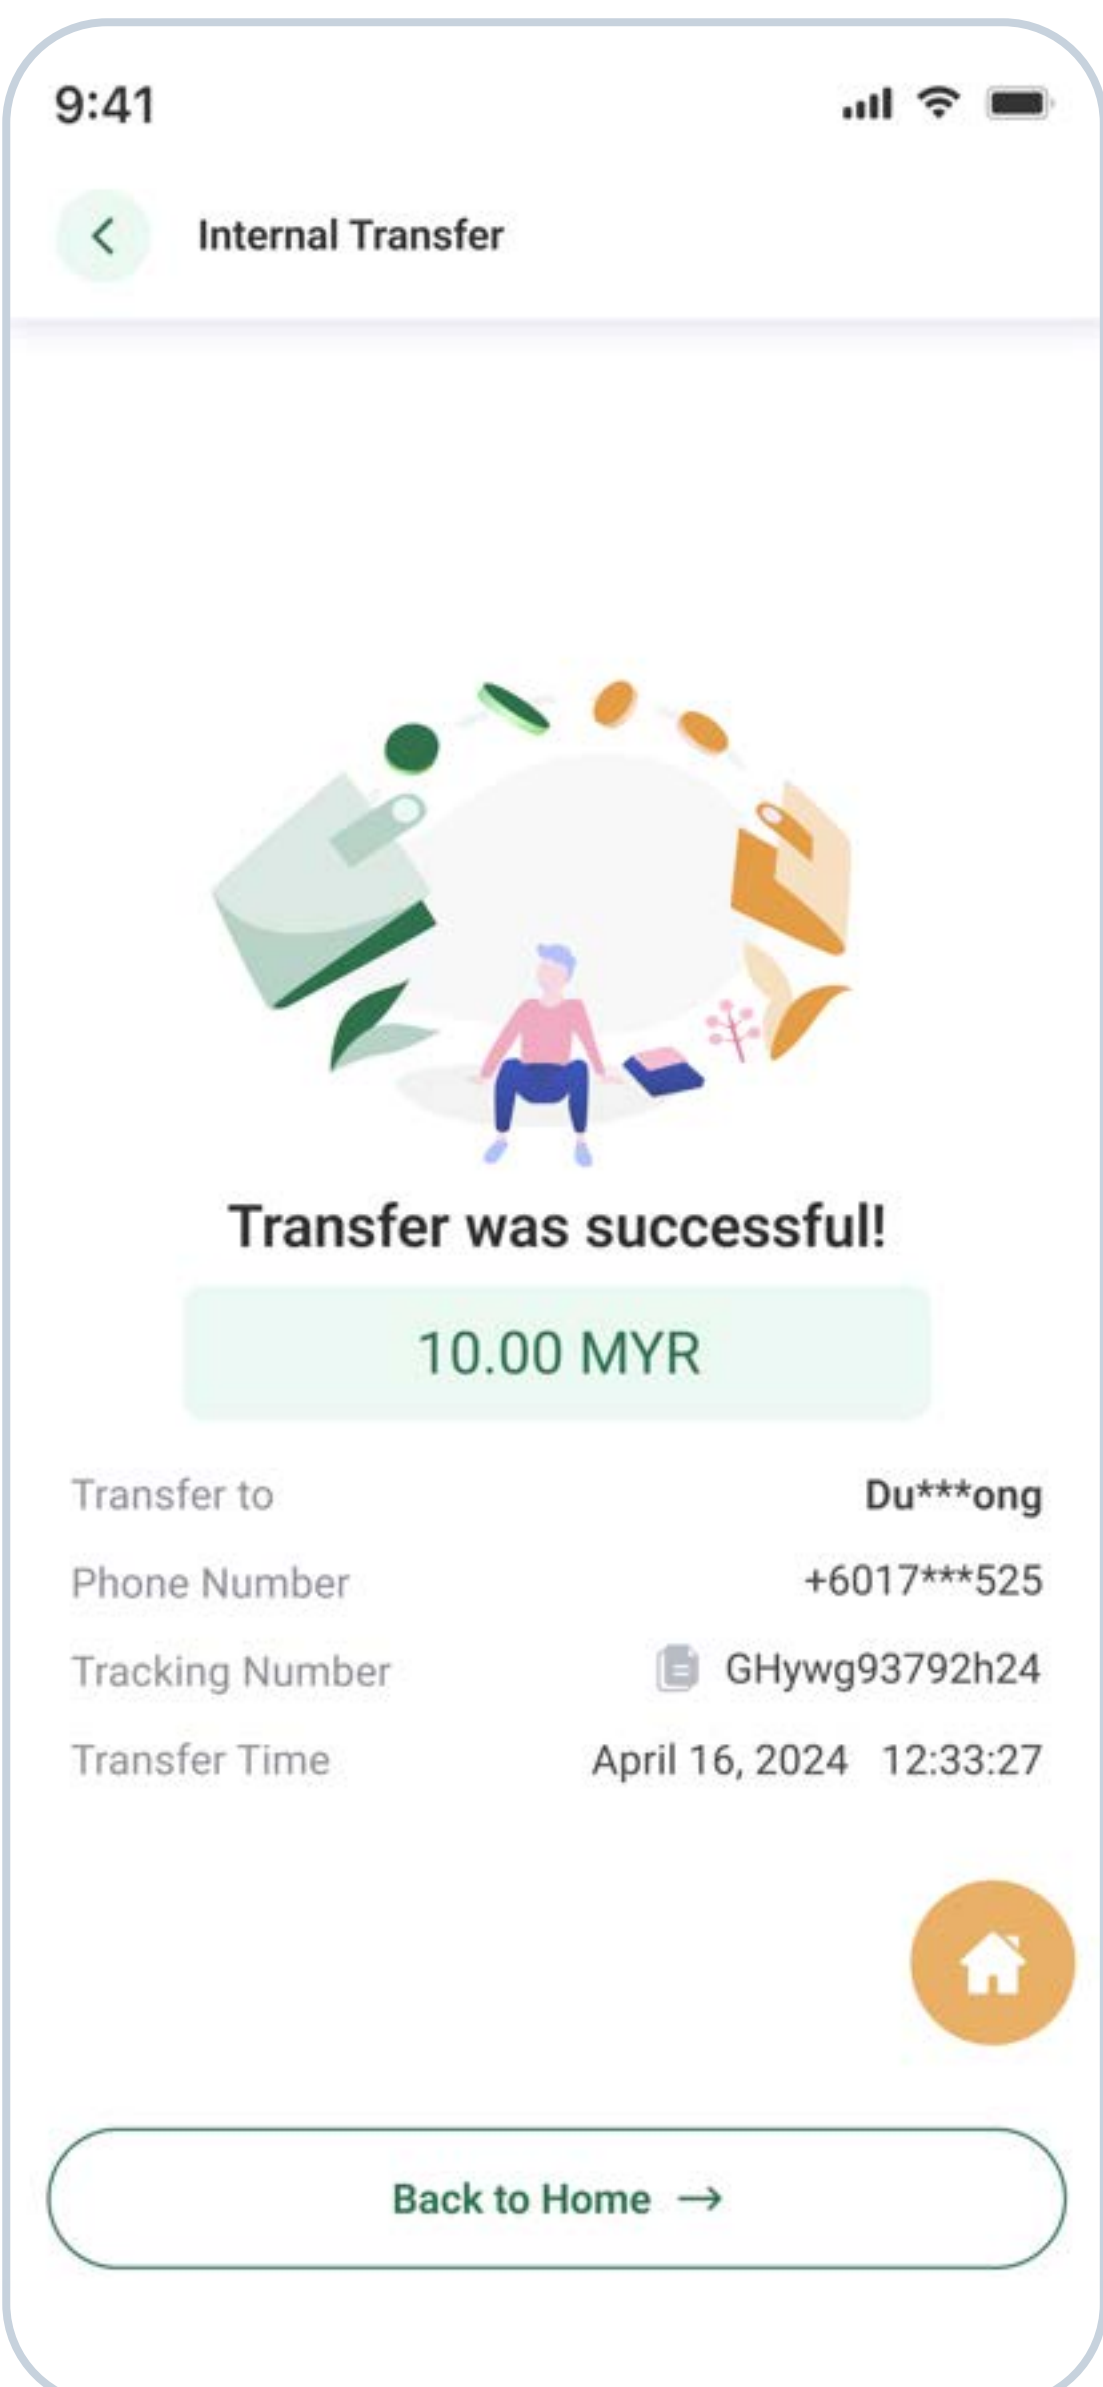 9:41
Internal Transfer
Transfer was successful!
10.00 MYR
Transfer to Du***ong
Phone Number +6017***525
Tracking Number GHywg93792h24
Transfer Time April 16, 2024 12:33:27
Back to Home →